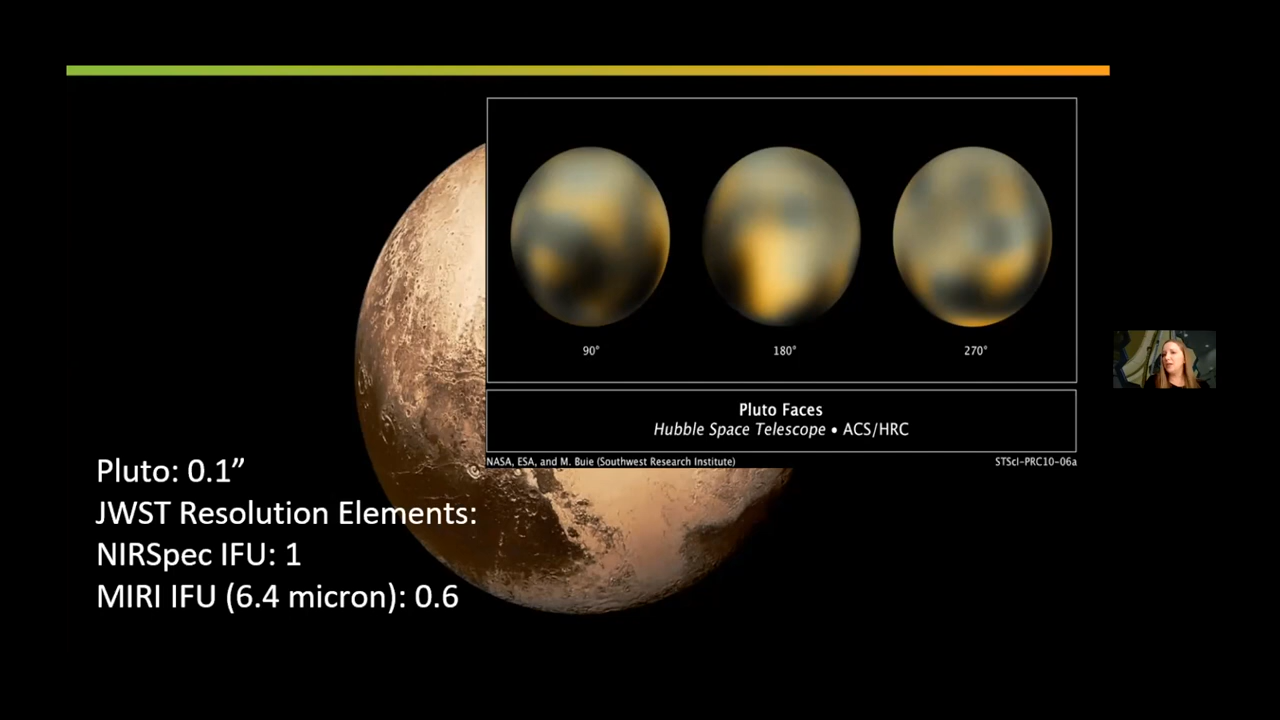 90°
180°
270°
Pluto Faces
Hubble Space Telescope • ACS/HRC
NASA, ESA, and M. Buie (Southwest Research Institute)
STScI-PRC10-06a
Pluto: 0.1”
JWST Resolution Elements:
NIRSpec IFU: 1
MIRI IFU (6.4 micron): 0.6